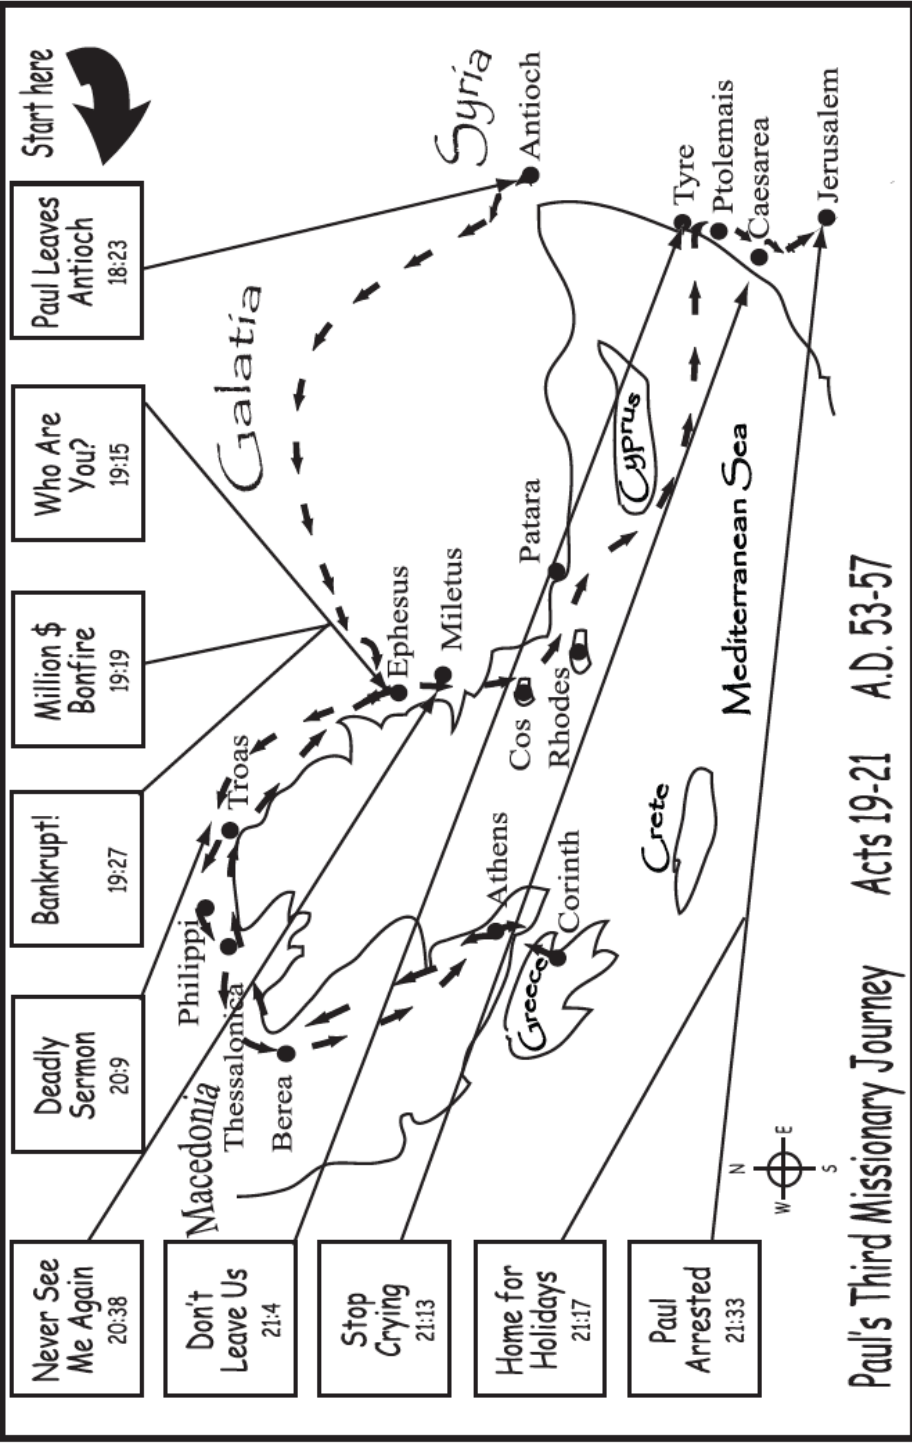 Never See
Me Again
20:38
Deadly
Sermon
20:9
Bankrupt!
19:27
Million $
Bonfire
19:19
Who Are
You?
19:15
Paul Leaves
Antioch
18:23
Start here
Don't
Leave Us
21:4
Stop
Crying
21:13
Home for
Holidays
21:17
Paul
Arrested
21:33
Macedonia
Philippi
Thessalonica
Berea
Troas
Galatia
Syria
Antioch
Ephesus
Miletus
Athens
Corinth
Greece
Cos
Rhodes
Patara
Cyprus
Crete
Mediterranean Sea
Tyre
Ptolemais
Caesarea
Jerusalem
N
W
E
S
Paul's Third Missionary Journey Acts 19-21 A.D. 53-57